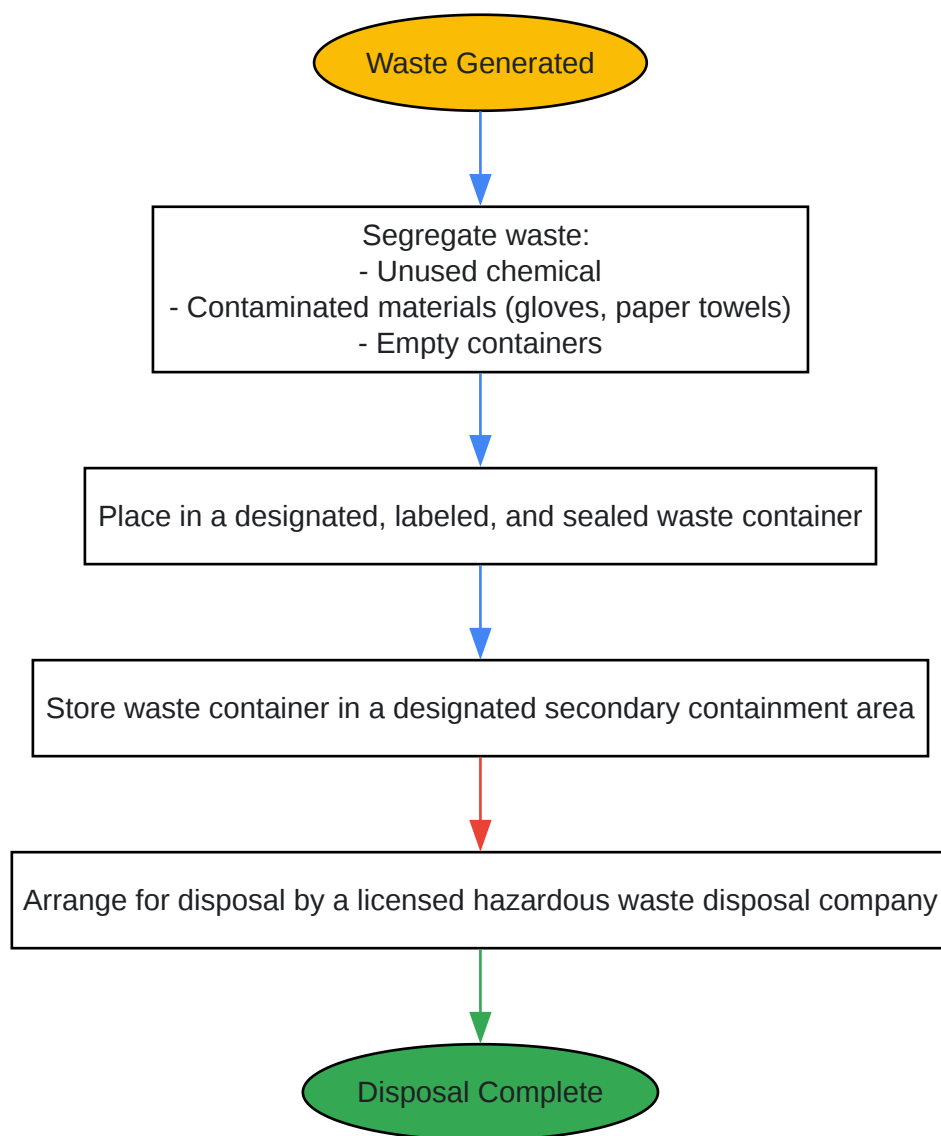 Waste Generated
Segregate waste:
- Unused chemical
- Contaminated materials (gloves, paper towels)
- Empty containers
Place in a designated, labeled, and sealed waste container
Store waste container in a designated secondary containment area
Arrange for disposal by a licensed hazardous waste disposal company
Disposal Complete